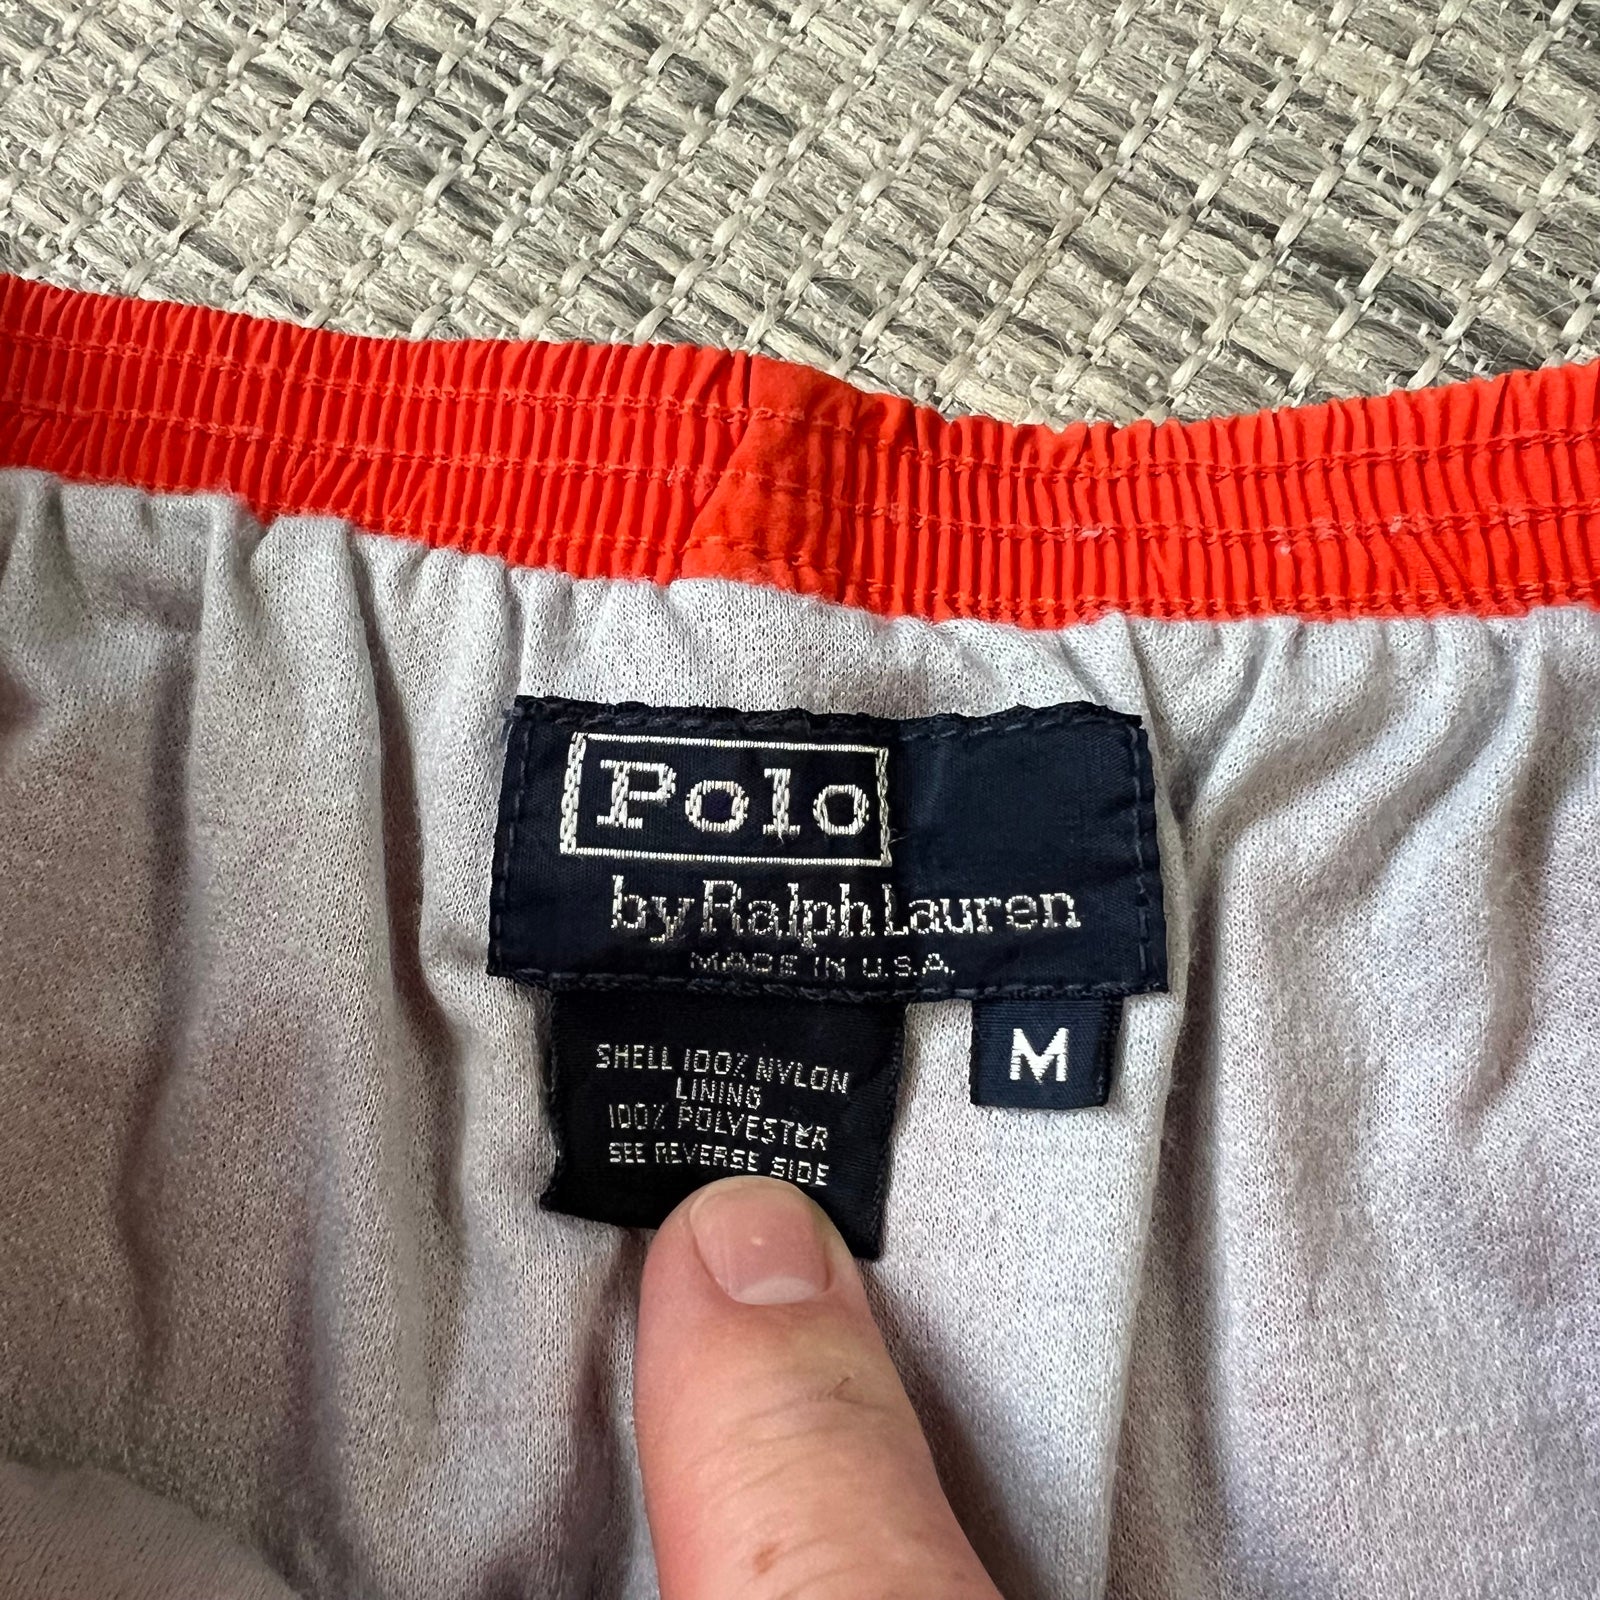 Polo
by Ralph Lauren
MADE IN U.S.A.
M
SHELL 100% NYLON
LINING
100% POLYESTER
SEE REVERSE SIDE